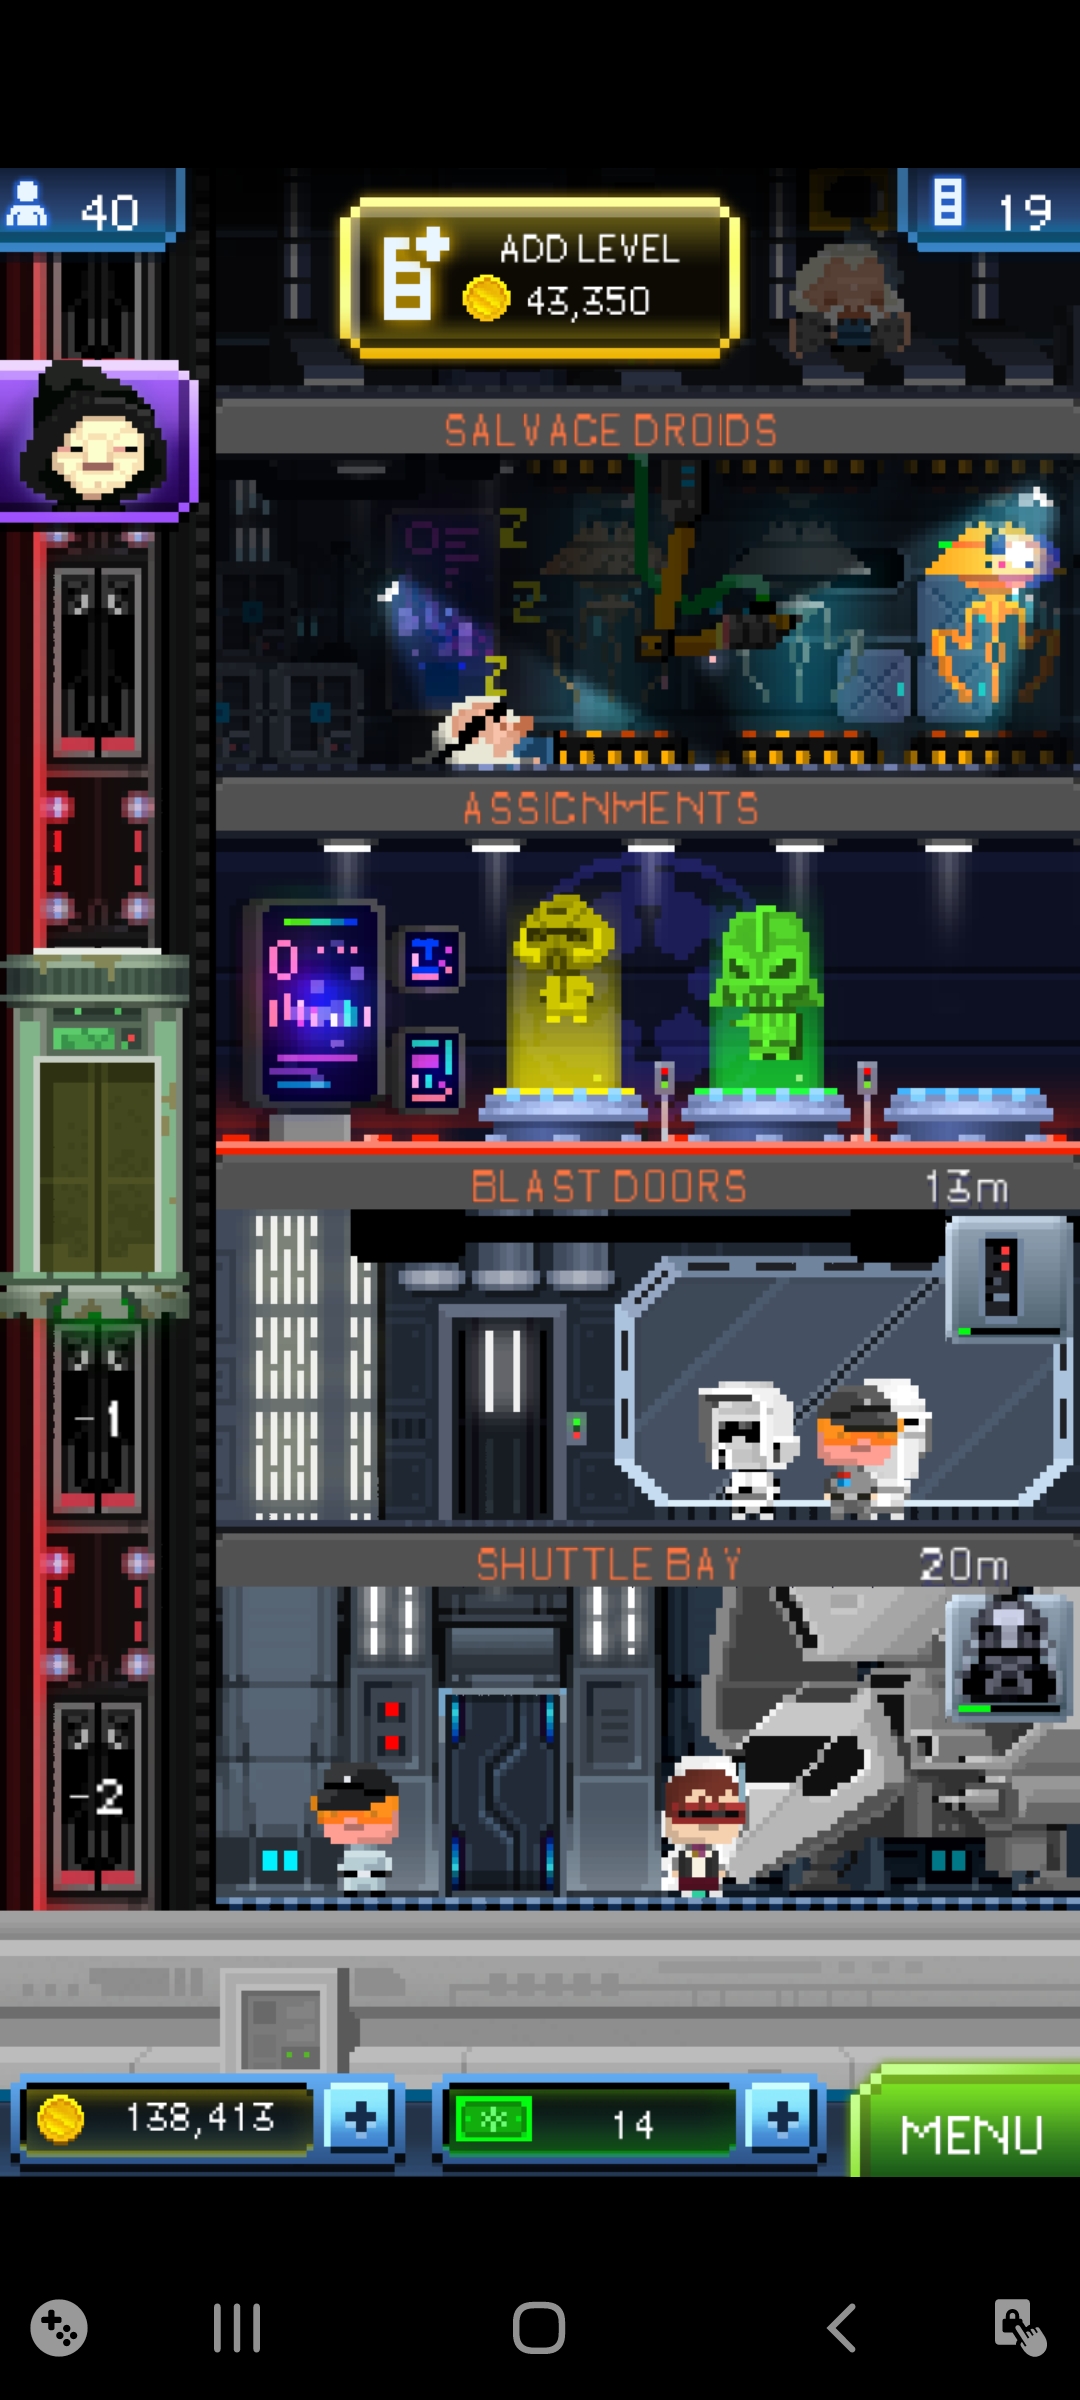 40
ADD LEVEL
43,350
19
SALVAGE DROIDS
Z
Z
Z
ASSIGNMENTS
BLAST DOORS 13m
-1
SHUTTLE BAY 20m
-2
138,413 +
14 +
MENU